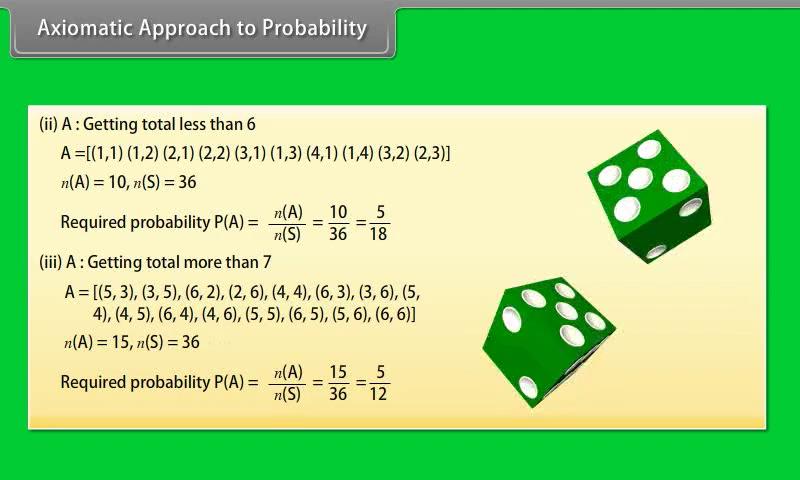 Axiomatic Approach to Probability
(ii) A : Getting total less than 6
A =[(1,1) (1,2) (2,1) (2,2) (3,1) (1,3) (4,1) (1,4) (3,2) (2,3)]
n(A) = 10, n(S) = 36
Required probability P(A) = n(A)/n(S) = 10/36 = 5/18
(iii) A : Getting total more than 7
A = [(5, 3), (3, 5), (6, 2), (2, 6), (4, 4), (6, 3), (3, 6), (5,
4), (4, 5), (6, 4), (4, 6), (5, 5), (6, 5), (5, 6), (6, 6)]
n(A) = 15, n(S) = 36
Required probability P(A) = n(A)/n(S) = 15/36 = 5/12